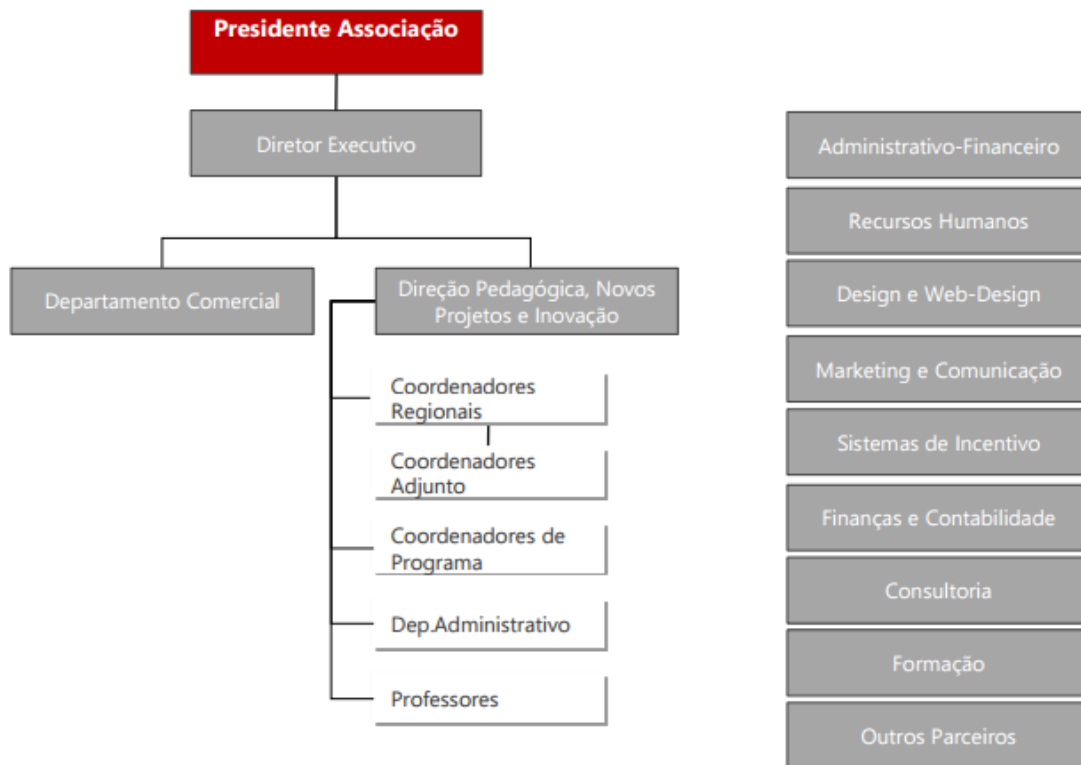 Presidente Associação
Diretor Executivo
Departamento Comercial
Direção Pedagógica, Novos
Projetos e Inovação
Coordenadores
Regionais
Coordenadores
Adjunto
Coordenadores de
Programa
Dep.Administrativo
Professores
Administrativo-Financeiro
Recursos Humanos
Design e Web-Design
Marketing e Comunicação
Sistemas de Incentivo
Finanças e Contabilidade
Consultoria
Formação
Outros Parceiros